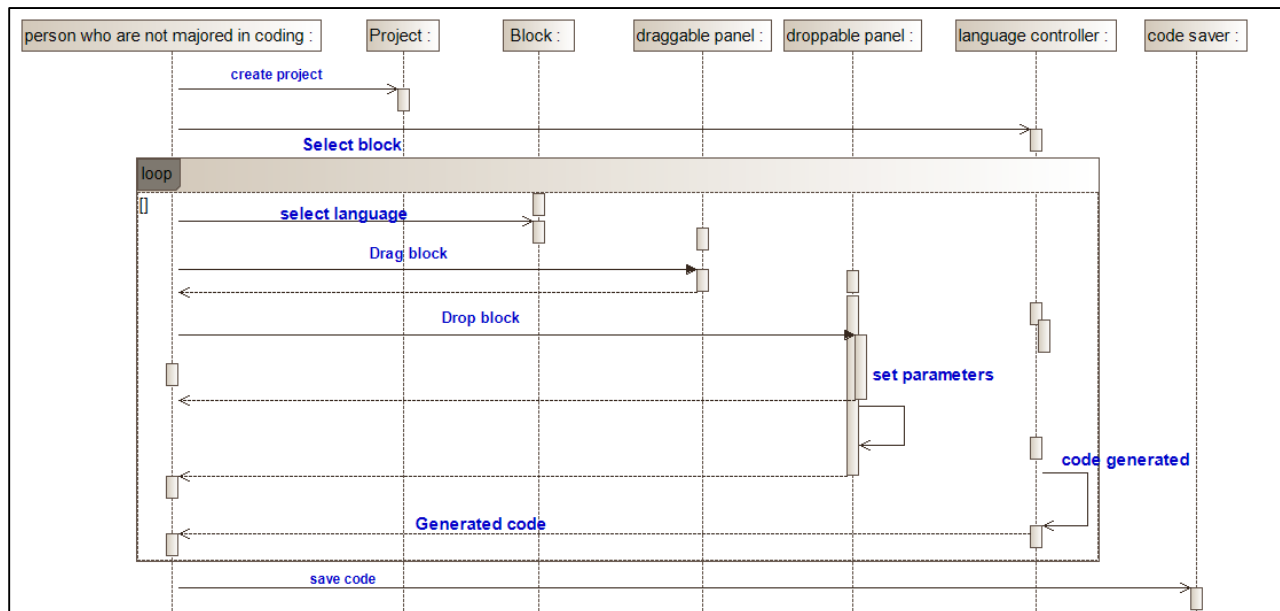 person who are not majored in coding :
Project :
Block :
draggable panel :
droppable panel :
language controller :
code saver :
create project
Select block
loop
[]
select language
Drag block
Drop block
set parameters
code generated
Generated code
save code